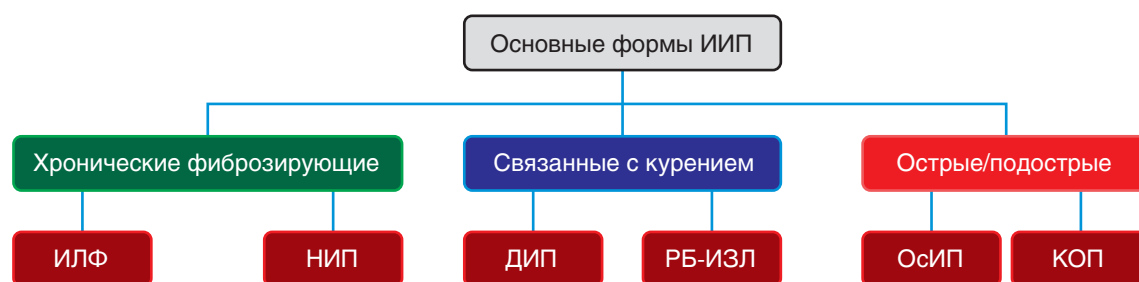 Основные формы ИИП
Хронические фиброзирующие
Связанные с курением
Острые/подострые
ИЛФ
НИП
ДИП
РБ-ИЗЛ
ОсИП
КОП